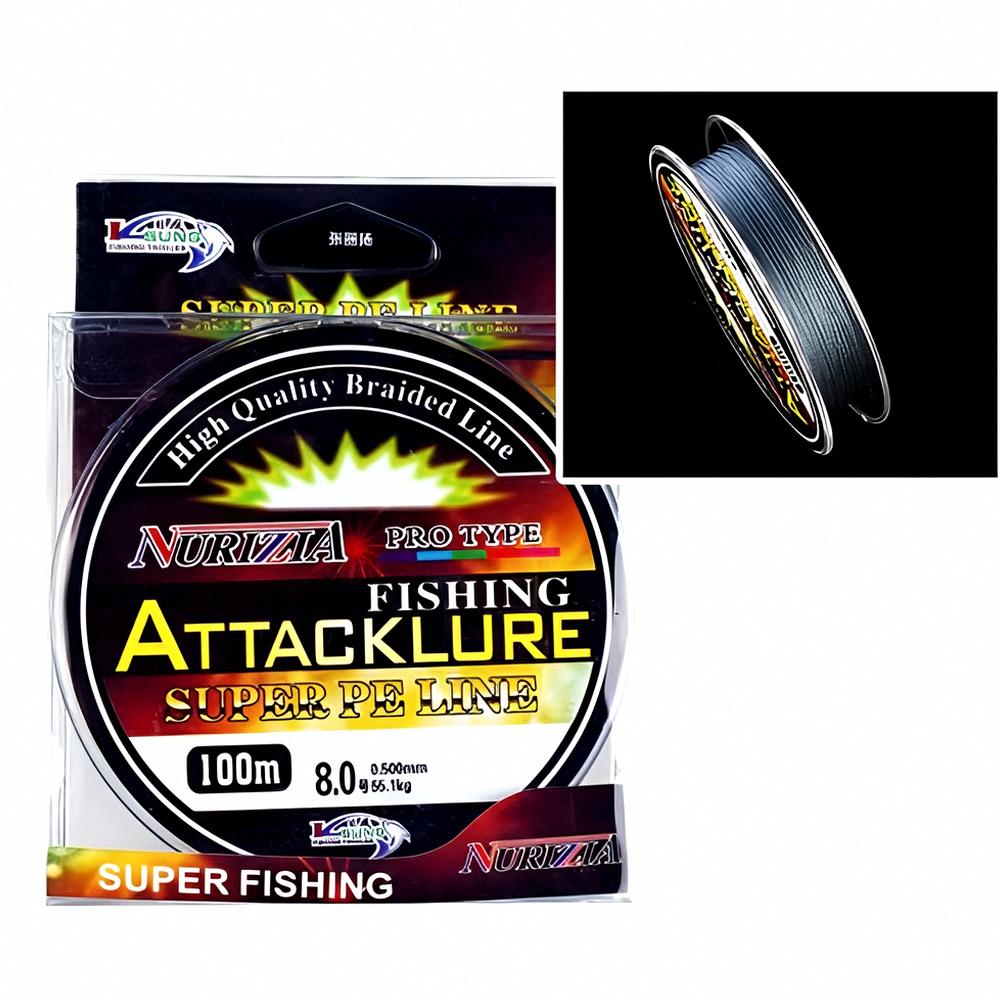 SUPER PE LINE
High Quality Braided Line
NURIZIA PRO TYPE
FISHING
ATTACKLURE
SUPER PE LINE
100m 8.0 0.500mm
55.1kg
NURIZIA
SUPER FISHING